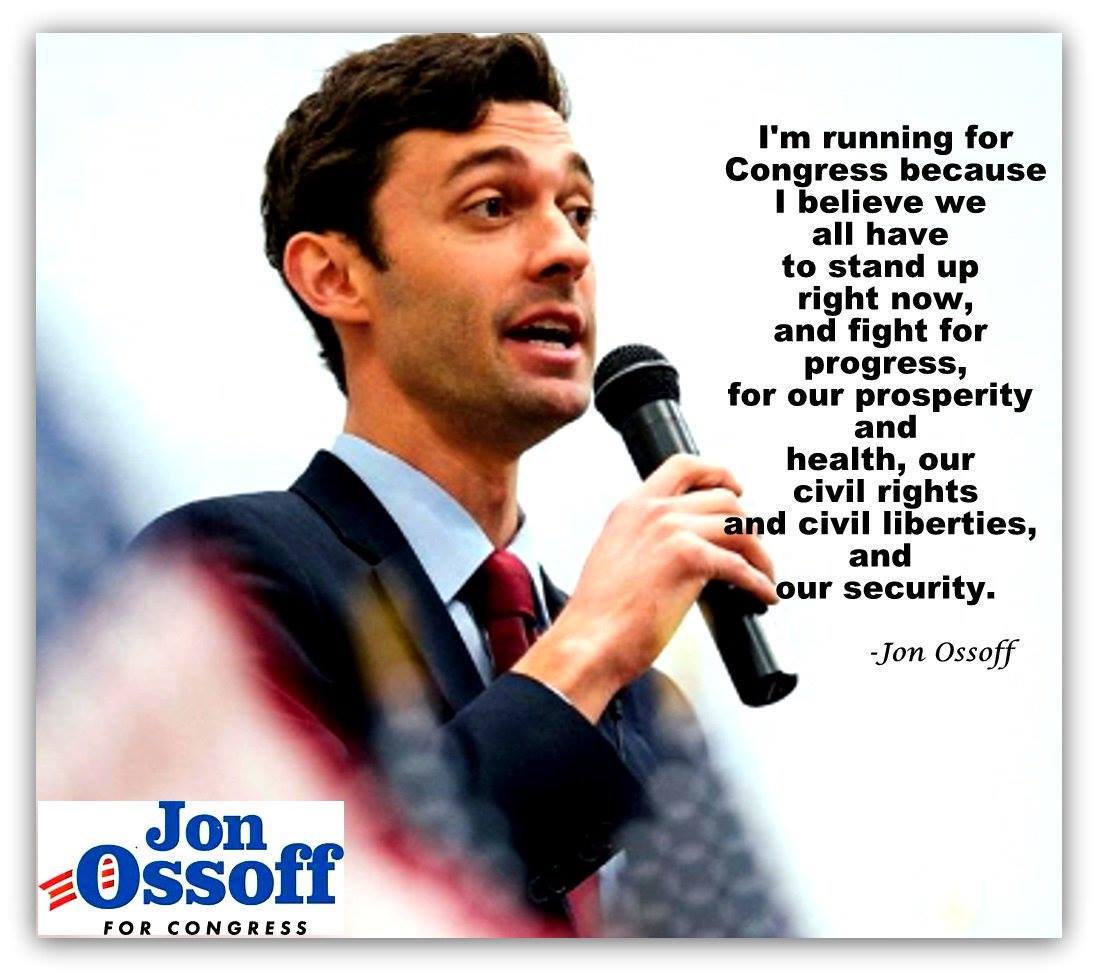 I'm running for
Congress because
I believe we
all have
to stand up
right now,
and fight for
progress,
for our prosperity
and
health, our
civil rights
and civil liberties,
and
our security.
-Jon Ossoff
Jon
Ossoff
FOR CONGRESS